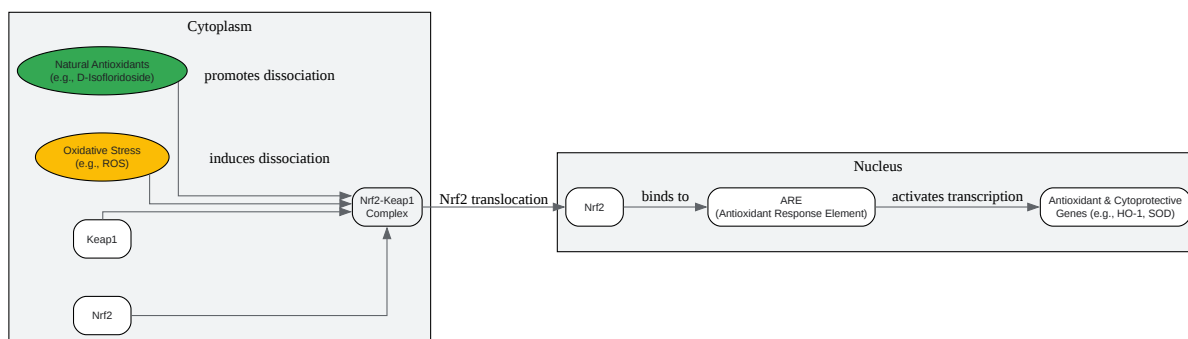 Cytoplasm
Natural Antioxidants
(e.g., D-Isofloridoside)
promotes dissociation
Oxidative Stress
(e.g., ROS)
induces dissociation
Keap1
Nrf2
Nrf2-Keap1
Complex
Nrf2 translocation
Nucleus
Nrf2
binds to
ARE
(Antioxidant Response Element)
activates transcription
Antioxidant & Cytoprotective
Genes (e.g., HO-1, SOD)